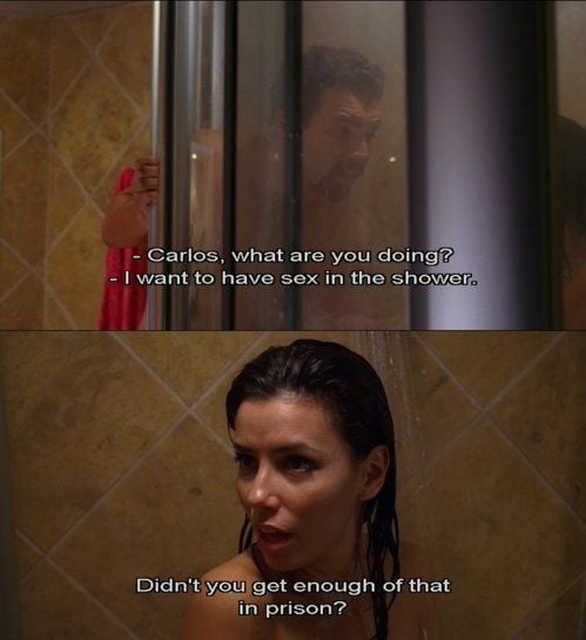 - Carlos, what are you doing?
- I want to have sex in the shower.
Didn't you get enough of that
in prison?